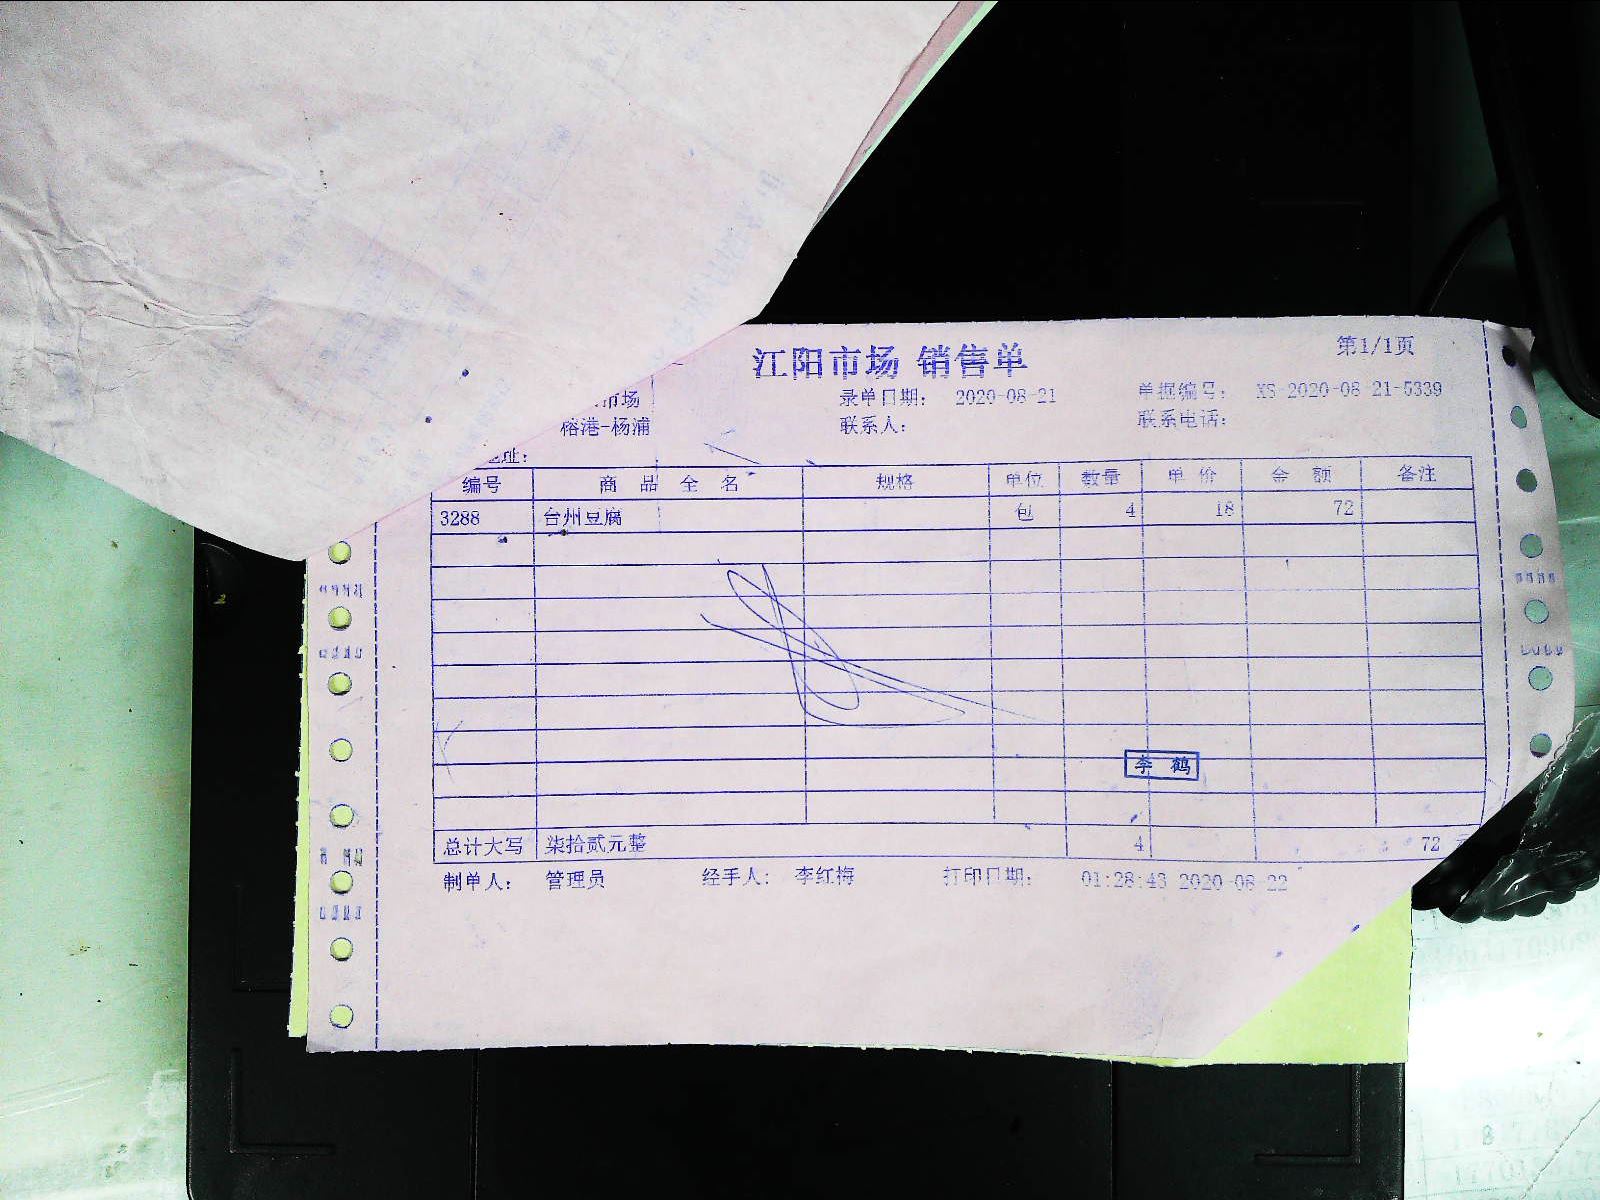 江阳市场 销售单
第1/1页
市场 录单日期： 2020-08-21 单据编号： XS-2020-08-21-5339
榕港-杨浦 联系人： 联系电话：
址：
编号 商品全名 规格 单位 数量 单价 金额 备注
3288 台州豆腐 包 4 18 72
李鹤
总计大写 柒拾贰元整 4 72 元
制单人： 管理员 经手人： 李红梅 打印日期： 01:28:43 2020-08-22